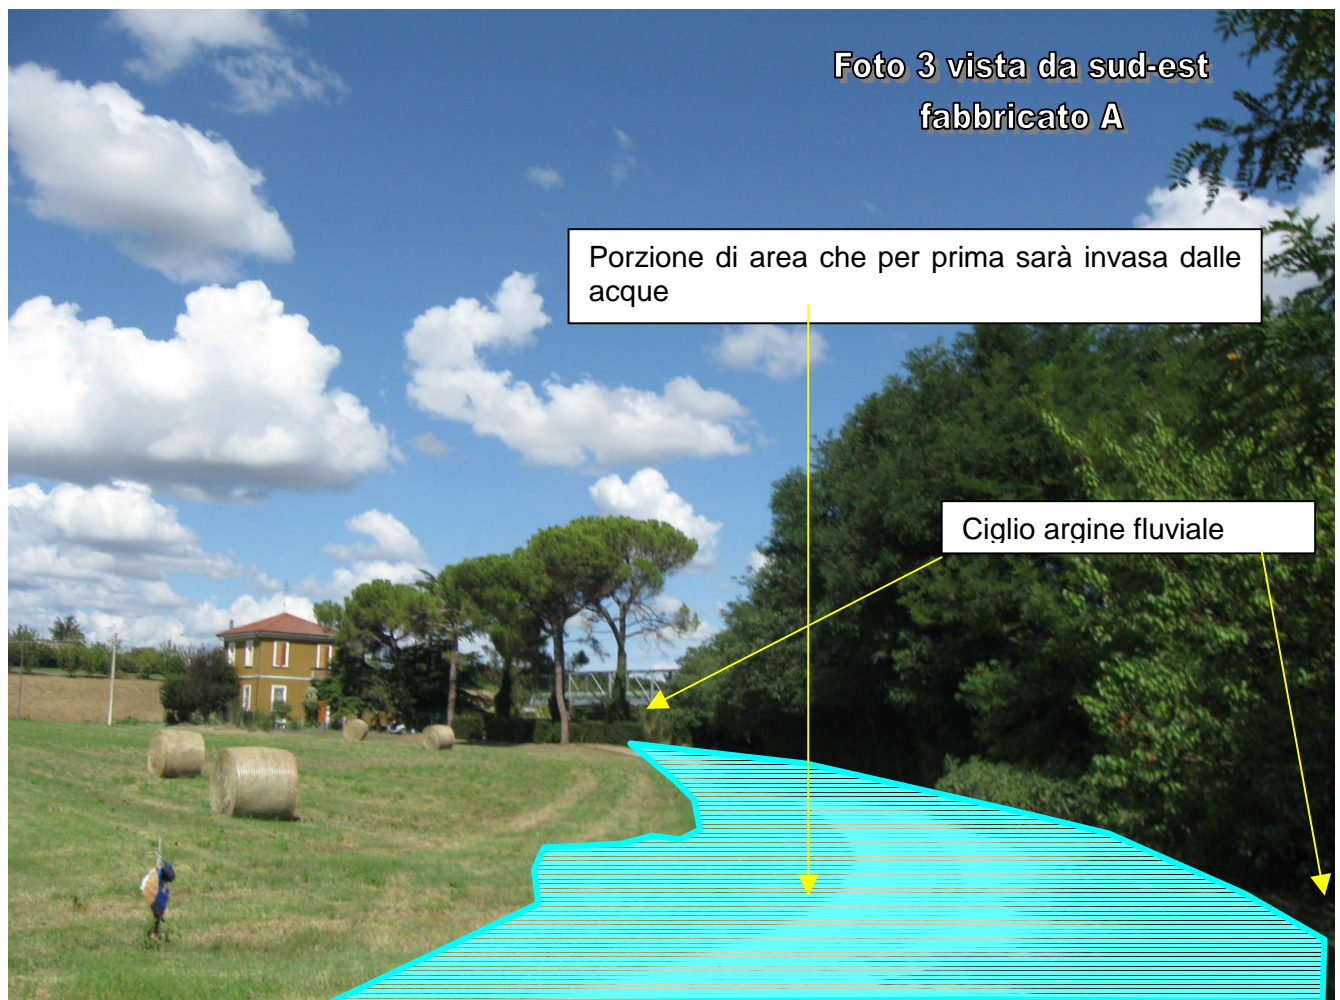 Foto 3 vista da sud-est
fabbricato A
Porzione di area che per prima sarà invasa dalle
acque
Ciglio argine fluviale